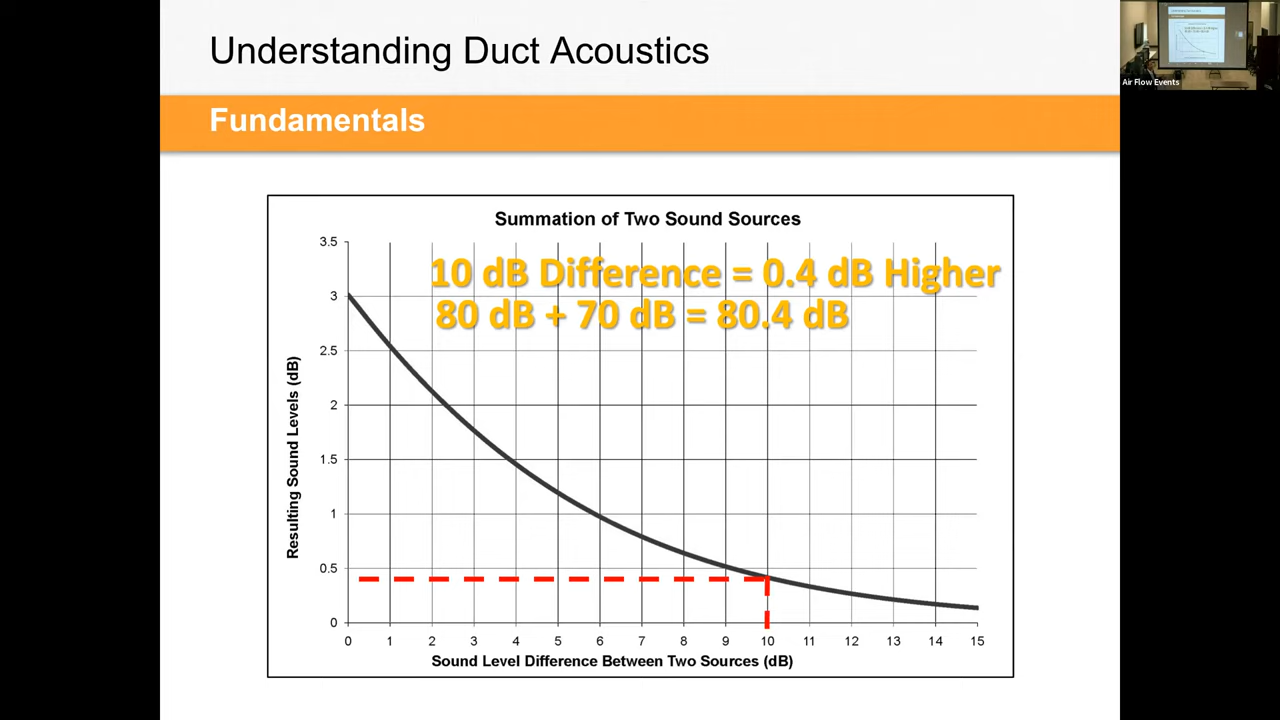 Understanding Duct Acoustics
Fundamentals
Air Flow Events
Summation of Two Sound Sources
10 dB Difference = 0.4 dB Higher
80 dB + 70 dB = 80.4 dB
Resulting Sound Levels (dB)
3.5
3
2.5
2
1.5
1
0.5
0
0 1 2 3 4 5 6 7 8 9 10 11 12 13 14 15
Sound Level Difference Between Two Sources (dB)